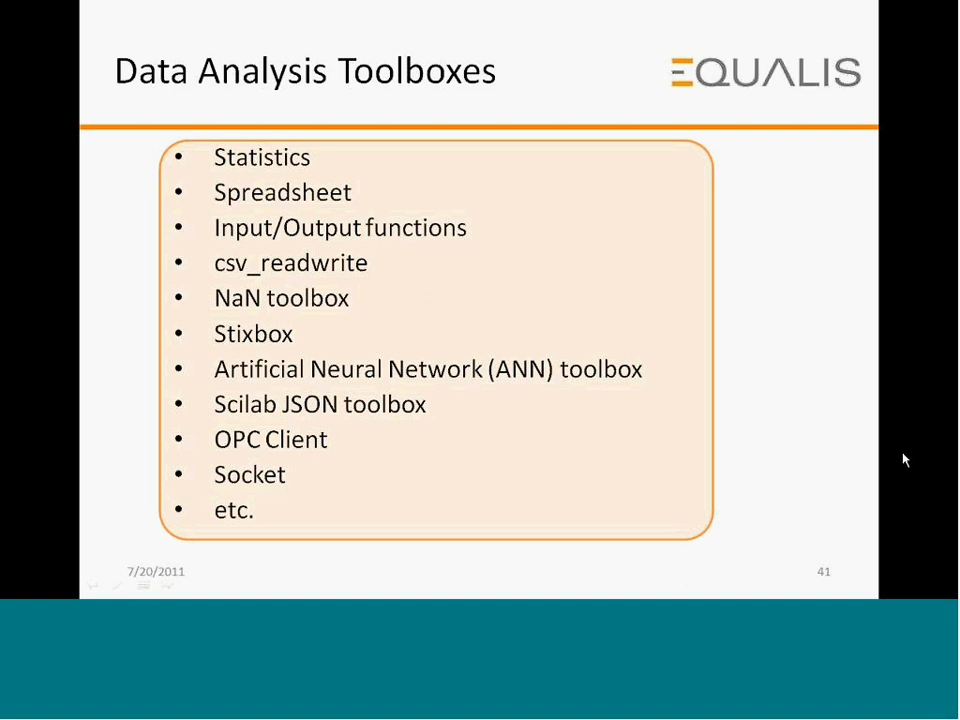 Data Analysis Toolboxes
EQUALIS
• Statistics
• Spreadsheet
• Input/Output functions
• csv_readwrite
• NaN toolbox
• Stixbox
• Artificial Neural Network (ANN) toolbox
• Scilab JSON toolbox
• OPC Client
• Socket
• etc.
7/20/2011
41